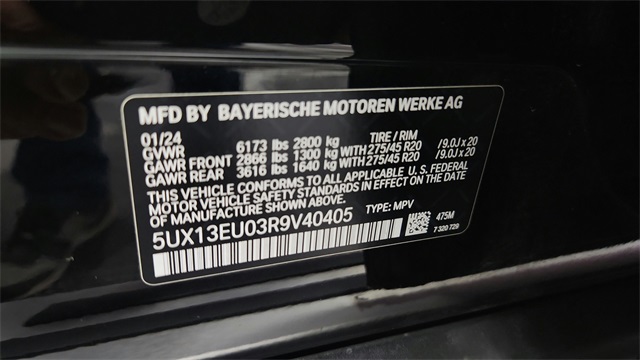 MFD BY BAYERISCHE MOTOREN WERKE AG
01/24 TIRE / RIM
GVWR 6173 lbs 2800 kg
GAWR FRONT 2866 lbs 1300 kg WITH 275/45 R20 /9.0J x 20
GAWR REAR 3616 lbs 1640 kg WITH 275/45 R20 /9.0J x 20
THIS VEHICLE CONFORMS TO ALL APPLICABLE U. S. FEDERAL
MOTOR VEHICLE SAFETY STANDARDS IN EFFECT ON THE DATE
OF MANUFACTURE SHOWN ABOVE.
5UX13EU03R9V40405 TYPE: MPV 475M
7 320 729